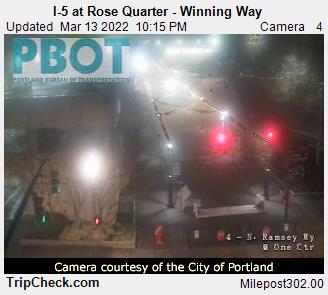 I-5 at Rose Quarter - Winning Way
Updated Mar 13 2022 10:15 PM Camera 4
PBOT
PORTLAND BUREAU OF TRANSPORTATION
4 - N. Ramsey Wy
@ One Ctr
Camera courtesy of the City of Portland
TripCheck.com Milepost302.00